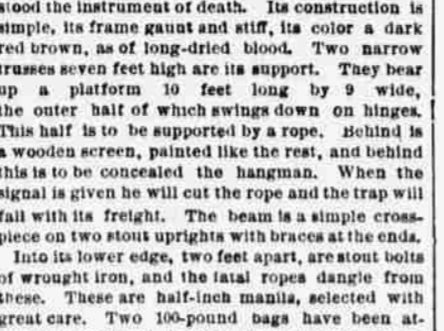 stood the instrument of death. Its construction is
simple, its frame gaunt and stiff, its color a dark
red brown, as of long-dried blood. Two narrow
trusses seven feet high are its support. They bear
up a platform 10 feet long by 9 wide,
the outer half of which swings down on hinges.
This half is to be supported by a rope. Behind is
a wooden screen, painted like the rest, and behind
this is to be concealed the hangman. When the
signal is given he will cut the rope and the trap will
fall with its freight. The beam is a simple cross-
piece on two stout uprights with braces at the ends.
Into its lower edge, two feet apart, are stout bolts
of wrought iron, and the fatal ropes dangle from
these. These are half-inch manila, selected with
great care. Two 100-pound bags have been at-